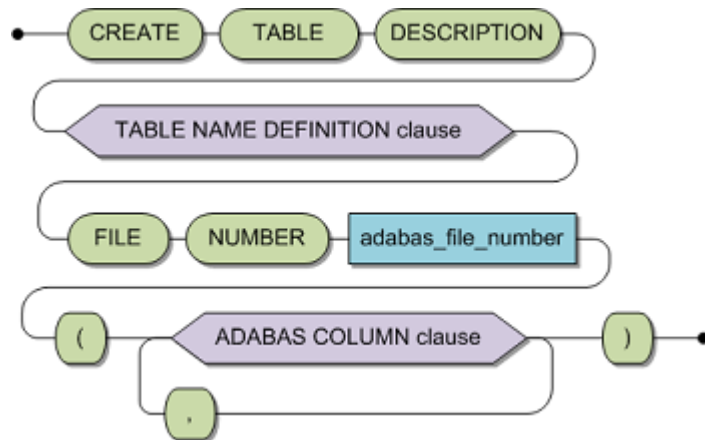 CREATE TABLE DESCRIPTION
TABLE NAME DEFINITION clause
FILE NUMBER adabas_file_number
( ADABAS COLUMN clause )
,